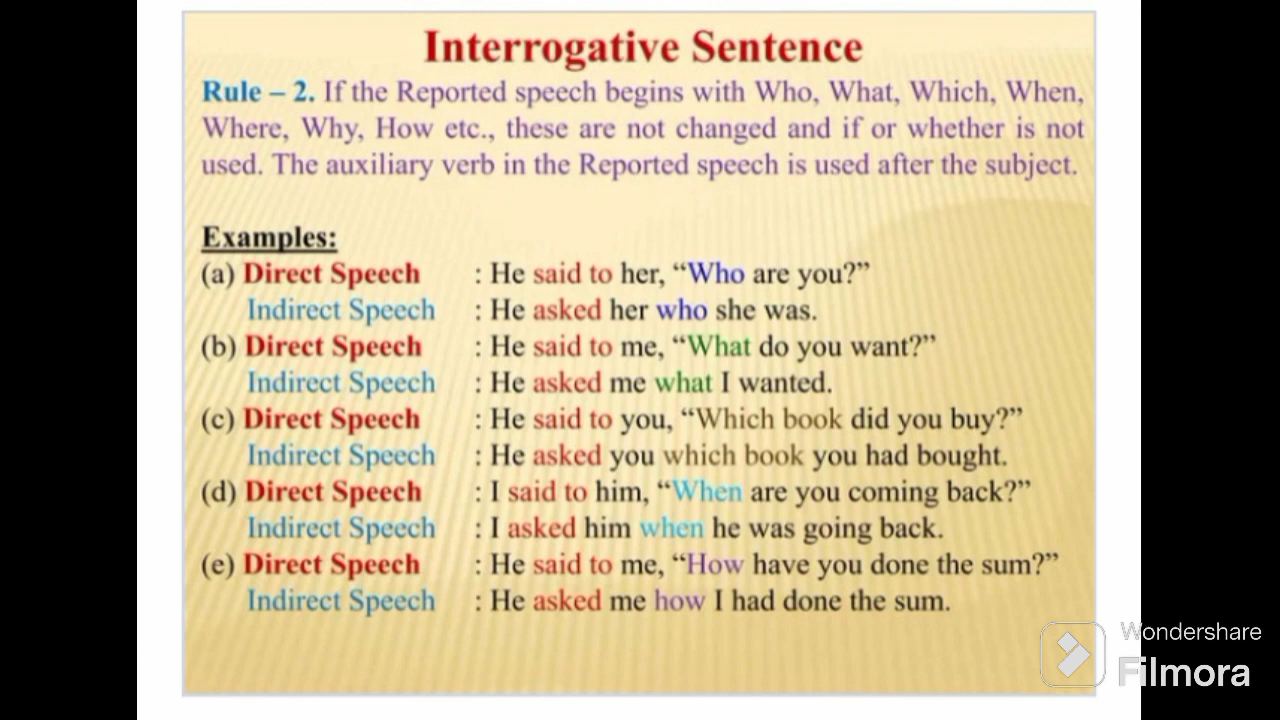 Interrogative Sentence
Rule – 2. If the Reported speech begins with Who, What, Which, When,
Where, Why, How etc., these are not changed and if or whether is not
used. The auxiliary verb in the Reported speech is used after the subject.
Examples:
(a) Direct Speech : He said to her, “Who are you?”
Indirect Speech : He asked her who she was.
(b) Direct Speech : He said to me, “What do you want?”
Indirect Speech : He asked me what I wanted.
(c) Direct Speech : He said to you, “Which book did you buy?”
Indirect Speech : He asked you which book you had bought.
(d) Direct Speech : I said to him, “When are you coming back?”
Indirect Speech : I asked him when he was going back.
(e) Direct Speech : He said to me, “How have you done the sum?”
Indirect Speech : He asked me how I had done the sum.
Wondershare
Filmora